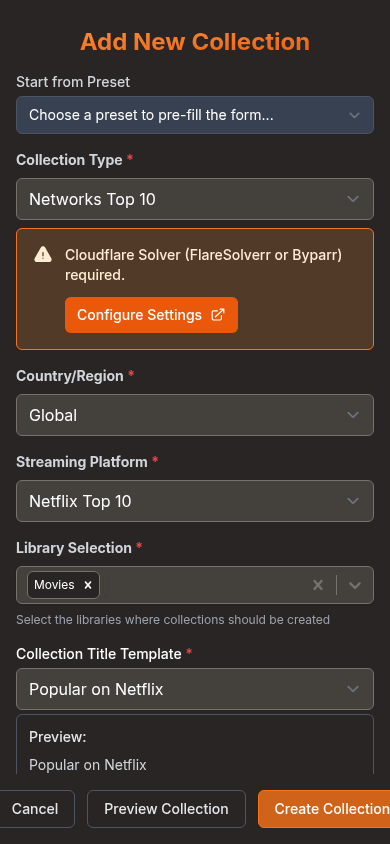 Add New Collection
Start from Preset
Choose a preset to pre-fill the form...
Collection Type *
Networks Top 10
Cloudflare Solver (FlareSolverr or Byparr)
required.
Configure Settings
Country/Region *
Global
Streaming Platform *
Netflix Top 10
Library Selection *
Movies
Select the libraries where collections should be created
Collection Title Template *
Popular on Netflix
Preview:
Popular on Netflix
Cancel
Preview Collection
Create Collection